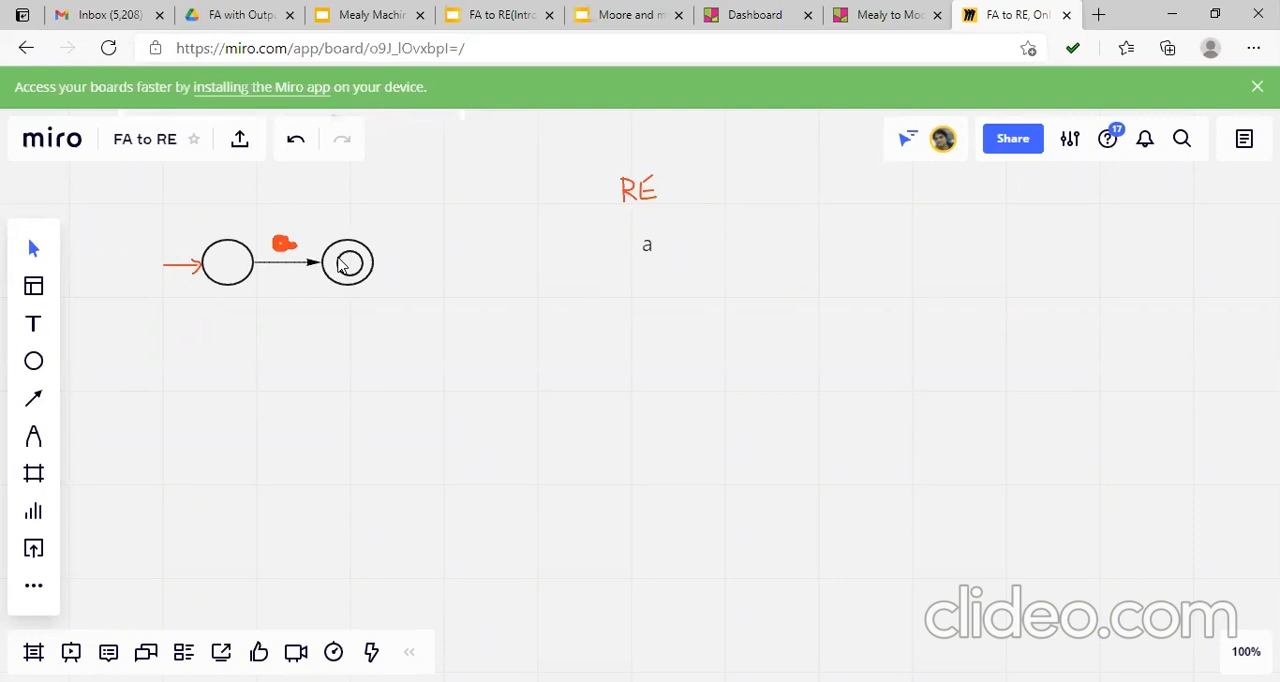 Inbox (5,208)
FA with Outpu
Mealy Machin
FA to RE(Intro
Moore and m
Dashboard
Mealy to Moo
FA to RE, Onl
https://miro.com/app/board/o9J_lOvxbpI=/
Access your boards faster by installing the Miro app on your device.
miro
FA to RE
Share
17
RE
a
a
T
clideo.com
100%